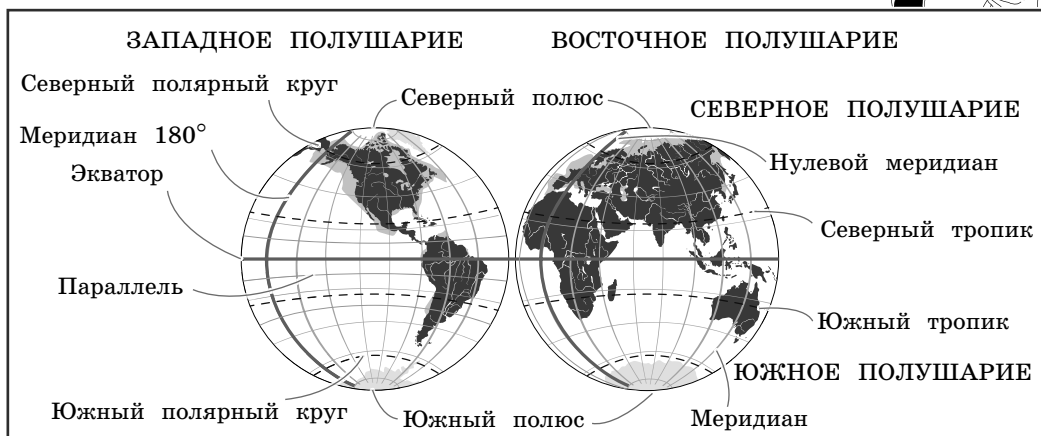 ЗАПАДНОЕ ПОЛУШАРИЕ
ВОСТОЧНОЕ ПОЛУШАРИЕ
Северный полярный круг
Северный полюс
СЕВЕРНОЕ ПОЛУШАРИЕ
Меридиан 180°
Нулевой меридиан
Экватор
Северный тропик
Параллель
Южный тропик
ЮЖНОЕ ПОЛУШАРИЕ
Южный полярный круг
Южный полюс
Меридиан